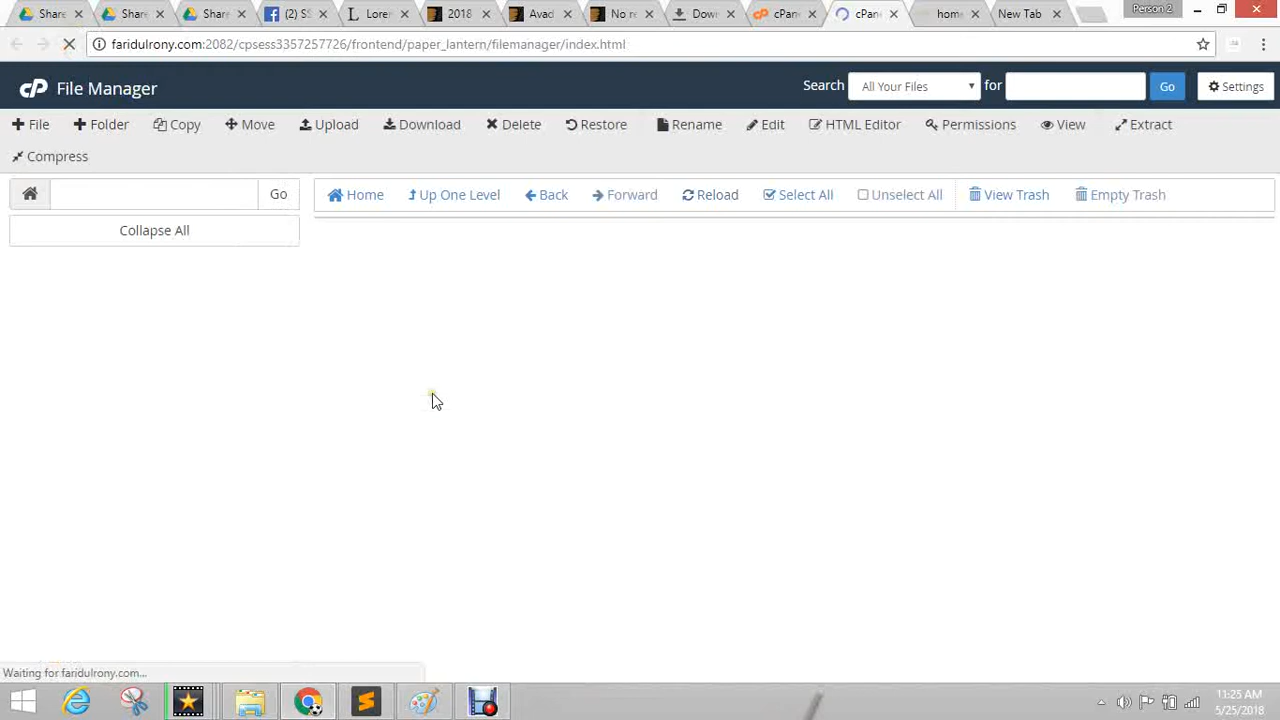 Share
Share
Share
(2) S
Lore
2018
Avad
No re
Down
cPan
cPan
home
New Tab
Person 2
faridulrony.com:2082/cpsess3357257726/frontend/paper_lantern/filemanager/index.html
cP File Manager
Search All Your Files for Go Settings
File Folder Copy Move Upload Download Delete Restore Rename Edit HTML Editor Permissions View Extract
Compress
Go Home Up One Level Back Forward Reload Select All Unselect All View Trash Empty Trash
Collapse All
Waiting for faridulrony.com...
11:25 AM
5/25/2018